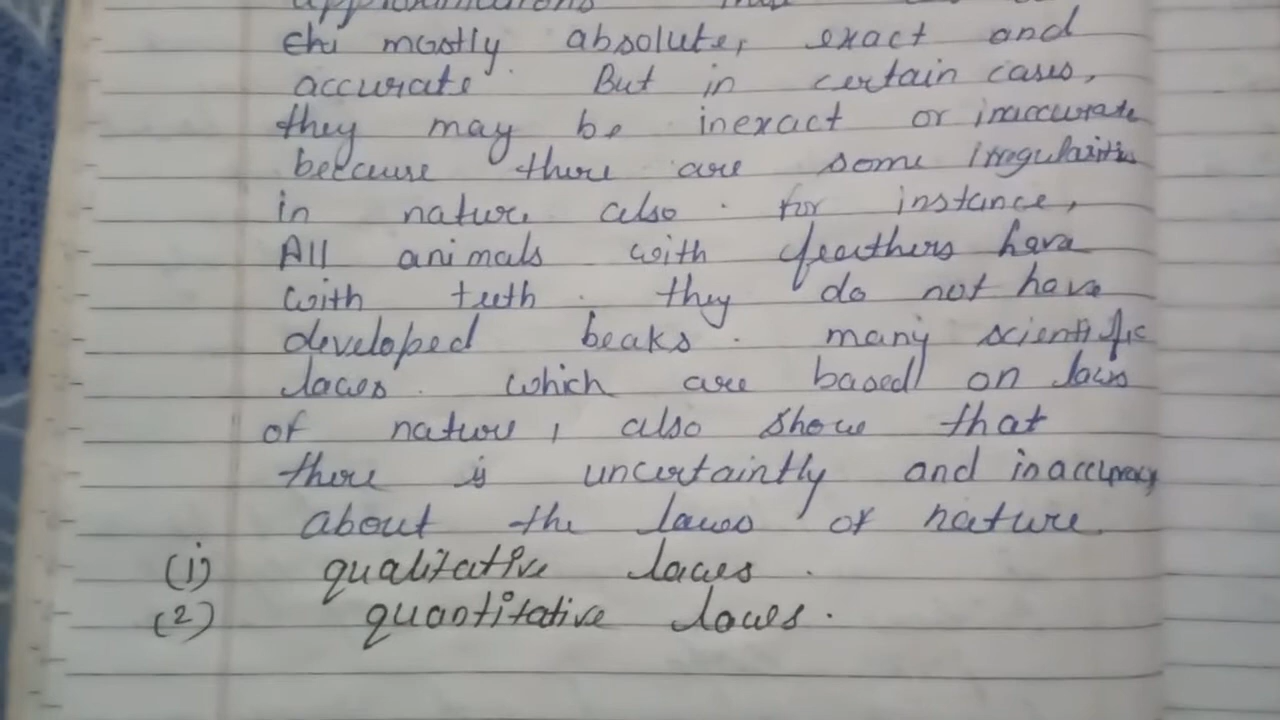 approximations
mostly absolute, exact and
accurate. But in certain cases,
they may be inexact or inaccurate
because there are some irregularities
in nature also. for instance,
All animals with feathers have
with teeth. they do not have
developed beaks. many scientific
laws. which are based on laws
of nature, also show that
there is uncertaintly and inaccuracy
about the laws of nature
(i) qualitative laws.
(2) quantitative laws.